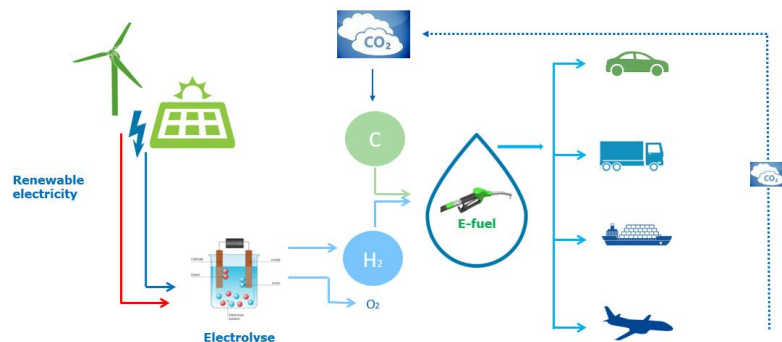 CO₂
C
Renewable
electricity
CO₂
E-fuel
H₂
O₂
Electrolyse